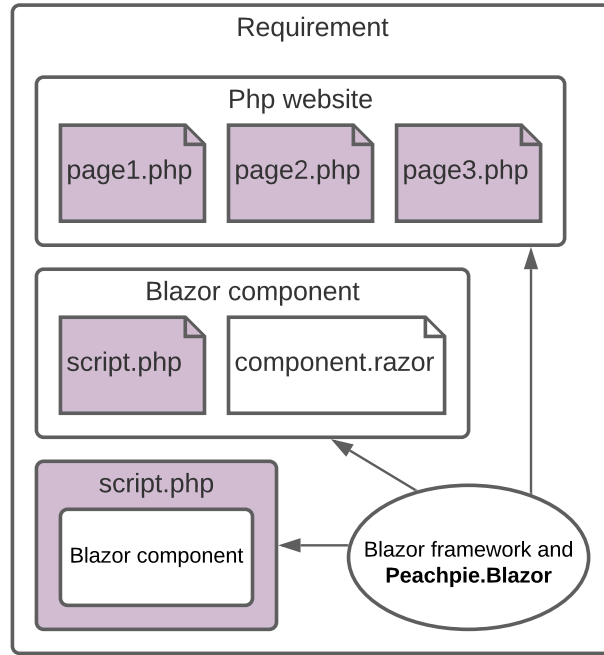 Requirement
Php website
page1.php
page2.php
page3.php
Blazor component
script.php
component.razor
script.php
Blazor component
Blazor framework and
Peachpie.Blazor